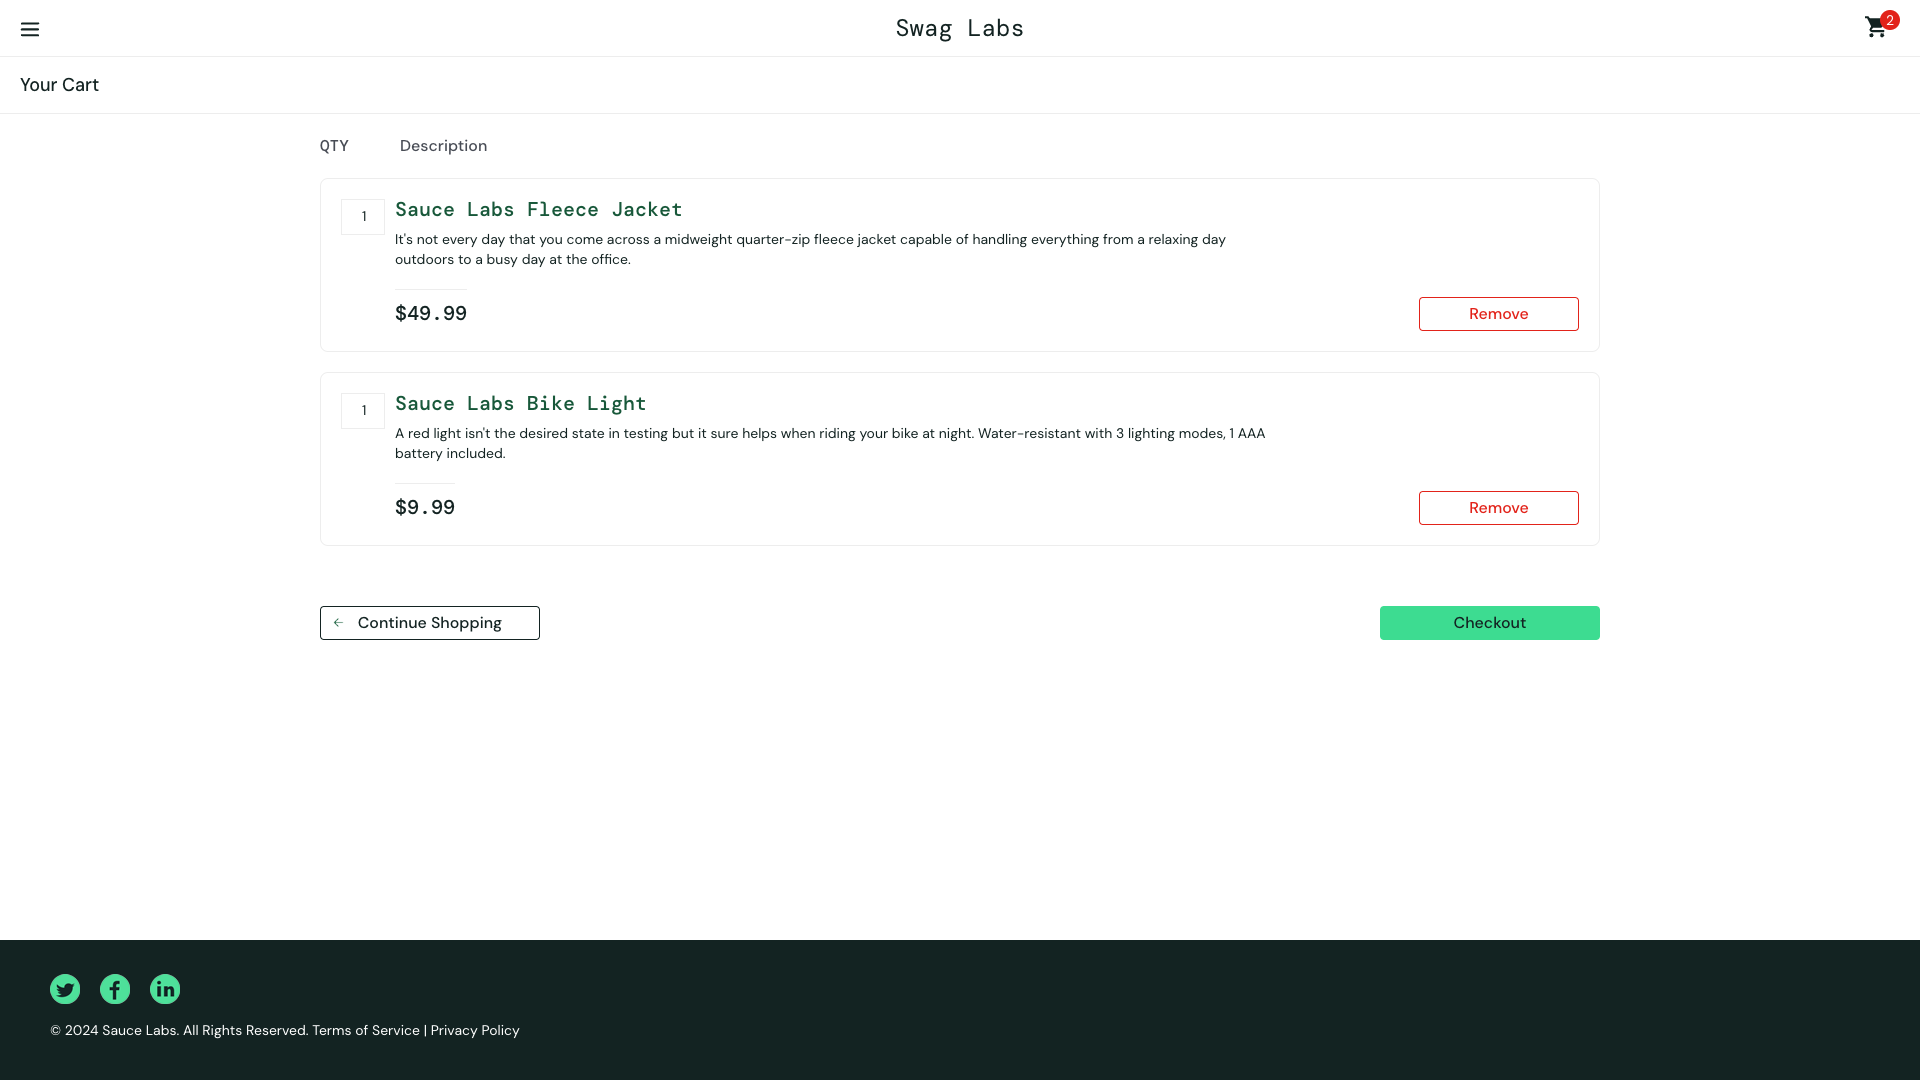 Swag Labs
2
Your Cart
QTY Description
1
Sauce Labs Fleece Jacket
It's not every day that you come across a midweight quarter-zip fleece jacket capable of handling everything from a relaxing day
outdoors to a busy day at the office.
$49.99
Remove
1
Sauce Labs Bike Light
A red light isn't the desired state in testing but it sure helps when riding your bike at night. Water-resistant with 3 lighting modes, 1 AAA
battery included.
$9.99
Remove
Continue Shopping
Checkout
© 2024 Sauce Labs. All Rights Reserved. Terms of Service | Privacy Policy